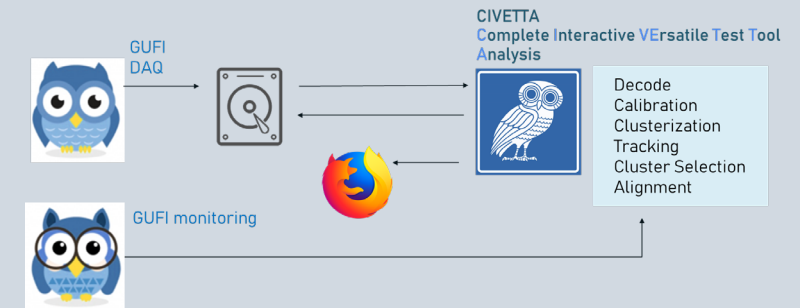 GUFI
DAQ
CIVETTA
Complete Interactive VErsatile Test Tool
Analysis
Decode
Calibration
Clusterization
Tracking
Cluster Selection
Alignment
GUFI monitoring